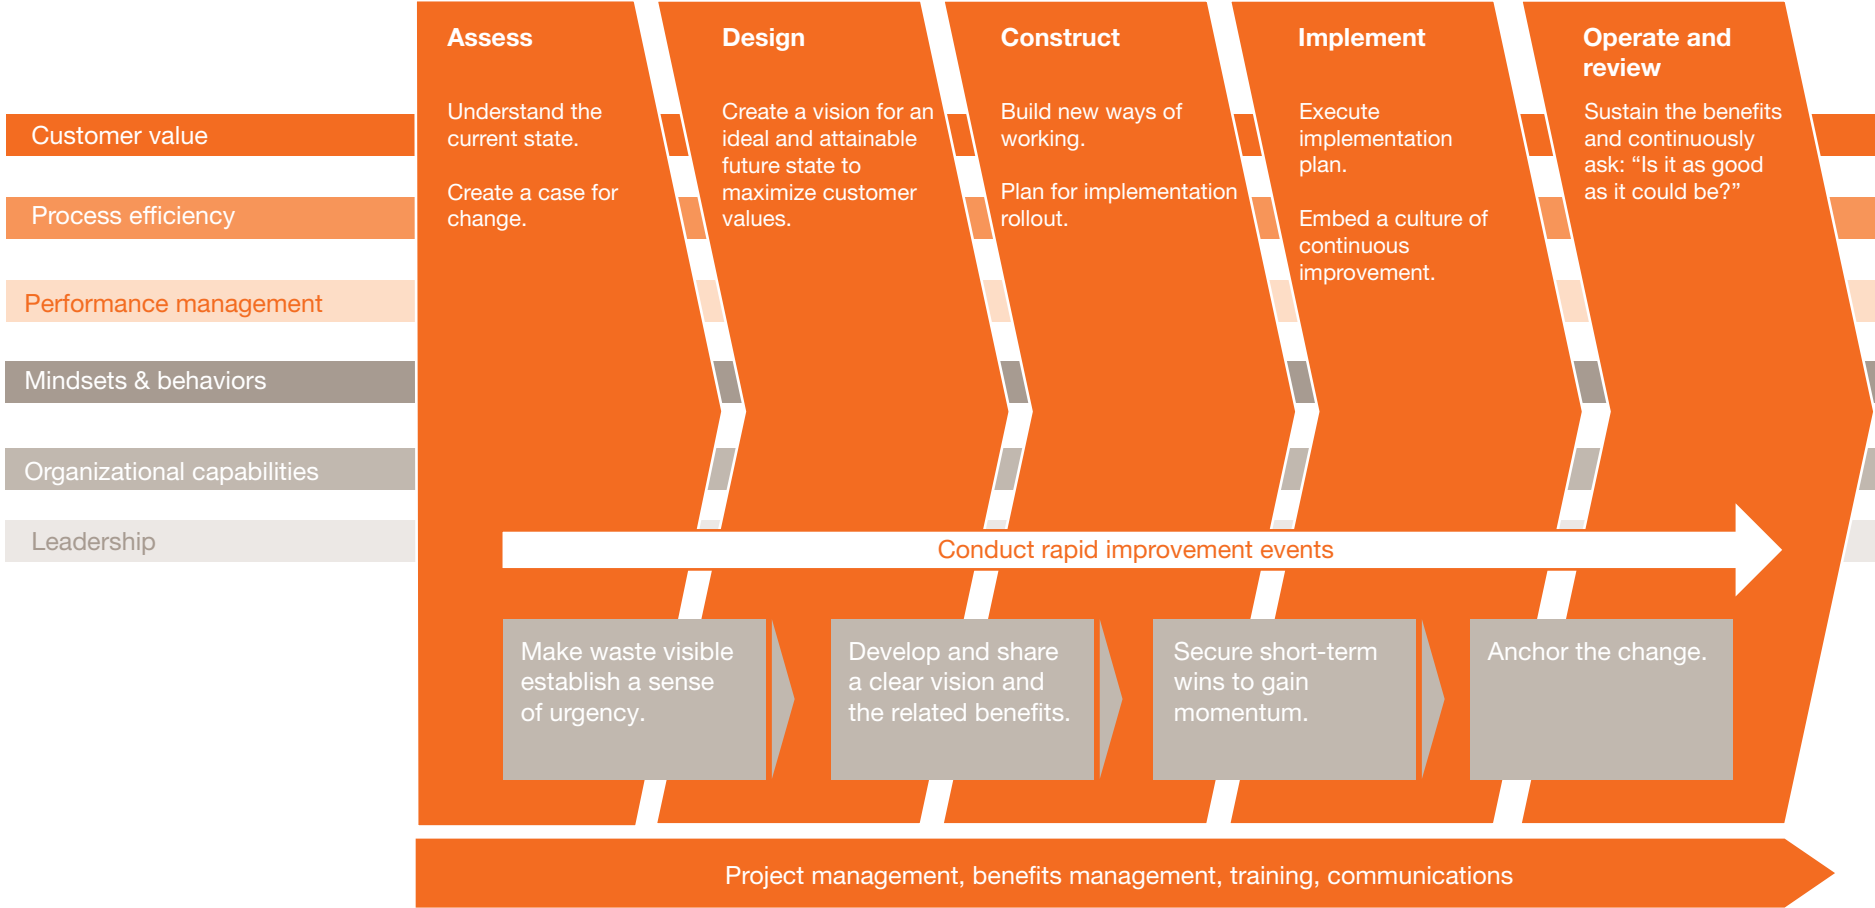 Customer value
Process efficiency
Performance management
Mindsets & behaviors
Organizational capabilities
Leadership
Assess
Understand the
current state.
Create a case for
change.
Design
Create a vision for an
ideal and attainable
future state to
maximize customer
values.
Construct
Build new ways of
working.
Plan for implementation
rollout.
Implement
Execute
implementation
plan.
Embed a culture of
continuous
improvement.
Operate and
review
Sustain the benefits
and continuously
ask: “Is it as good
as it could be?”
Conduct rapid improvement events
Make waste visible
establish a sense
of urgency.
Develop and share
a clear vision and
the related benefits.
Secure short-term
wins to gain
momentum.
Anchor the change.
Project management, benefits management, training, communications